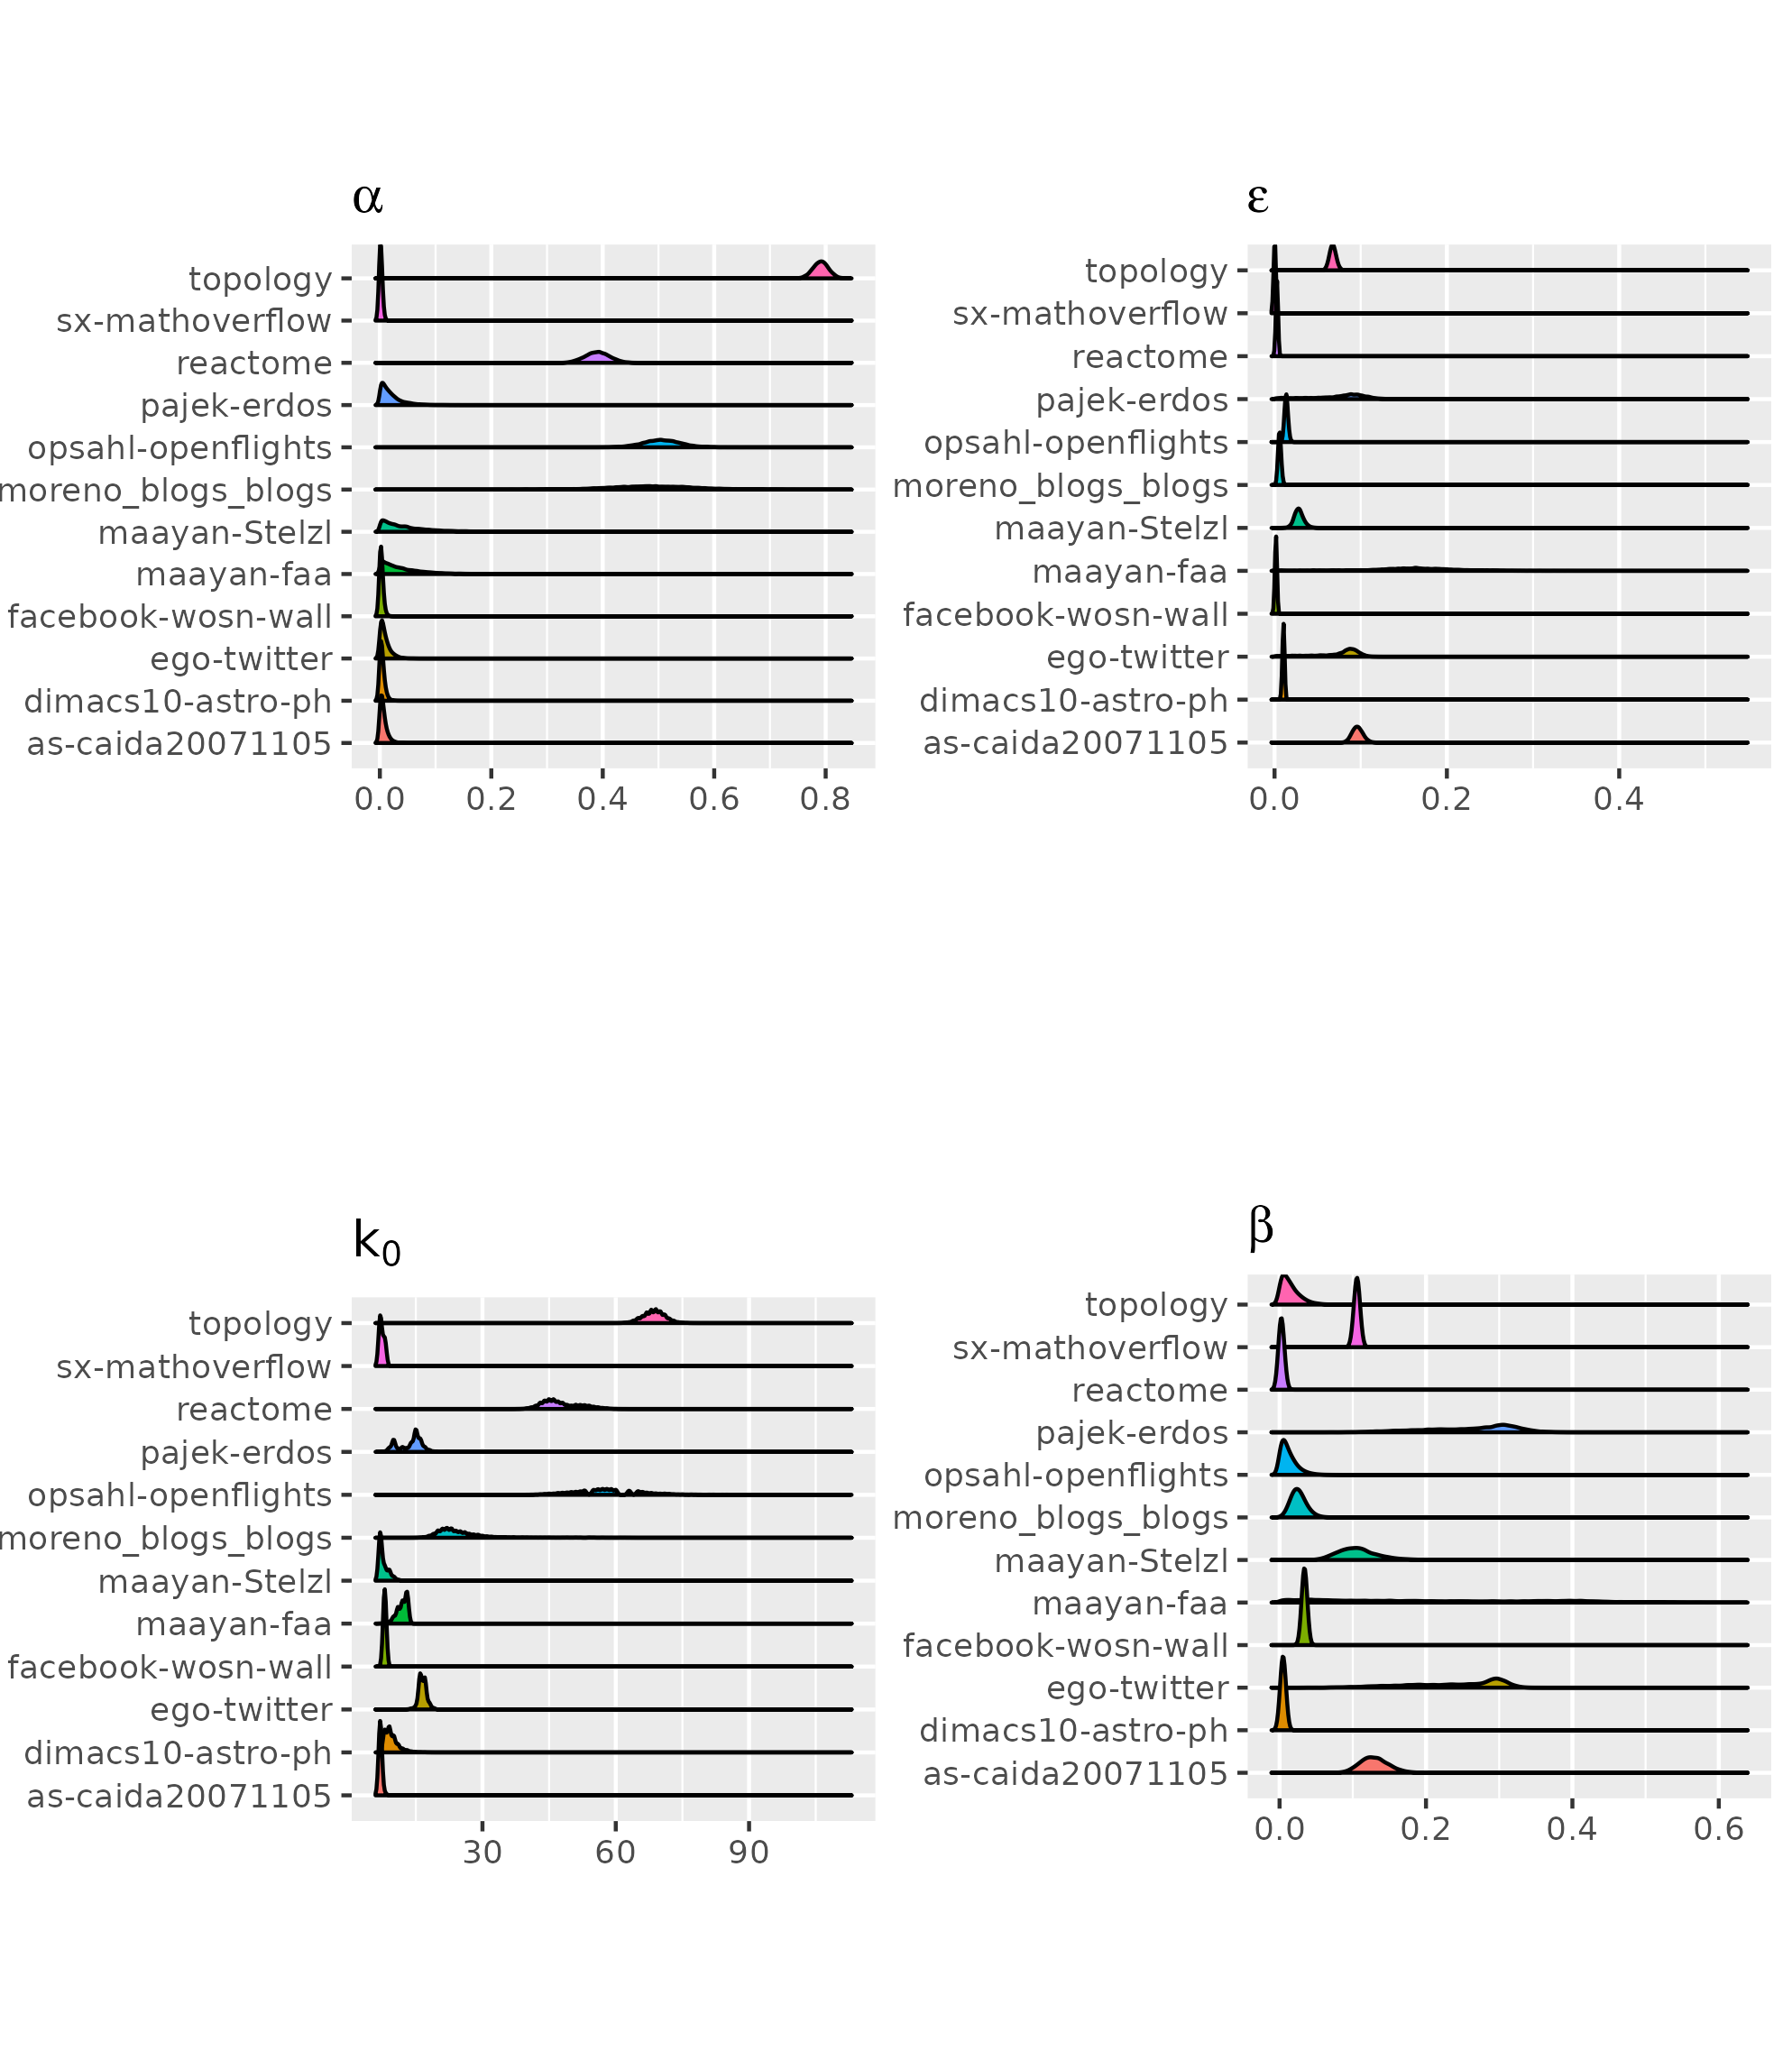 α
topology
sx-mathoverflow
reactome
pajek-erdos
opsahl-openflights
moreno_blogs_blogs
maayan-Stelzl
maayan-faa
facebook-wosn-wall
ego-twitter
dimacs10-astro-ph
as-caida20071105
0.0 0.2 0.4 0.6 0.8
ε
topology
sx-mathoverflow
reactome
pajek-erdos
opsahl-openflights
moreno_blogs_blogs
maayan-Stelzl
maayan-faa
facebook-wosn-wall
ego-twitter
dimacs10-astro-ph
as-caida20071105
0.0 0.2 0.4
k₀
topology
sx-mathoverflow
reactome
pajek-erdos
opsahl-openflights
moreno_blogs_blogs
maayan-Stelzl
maayan-faa
facebook-wosn-wall
ego-twitter
dimacs10-astro-ph
as-caida20071105
30 60 90
β
topology
sx-mathoverflow
reactome
pajek-erdos
opsahl-openflights
moreno_blogs_blogs
maayan-Stelzl
maayan-faa
facebook-wosn-wall
ego-twitter
dimacs10-astro-ph
as-caida20071105
0.0 0.2 0.4 0.6